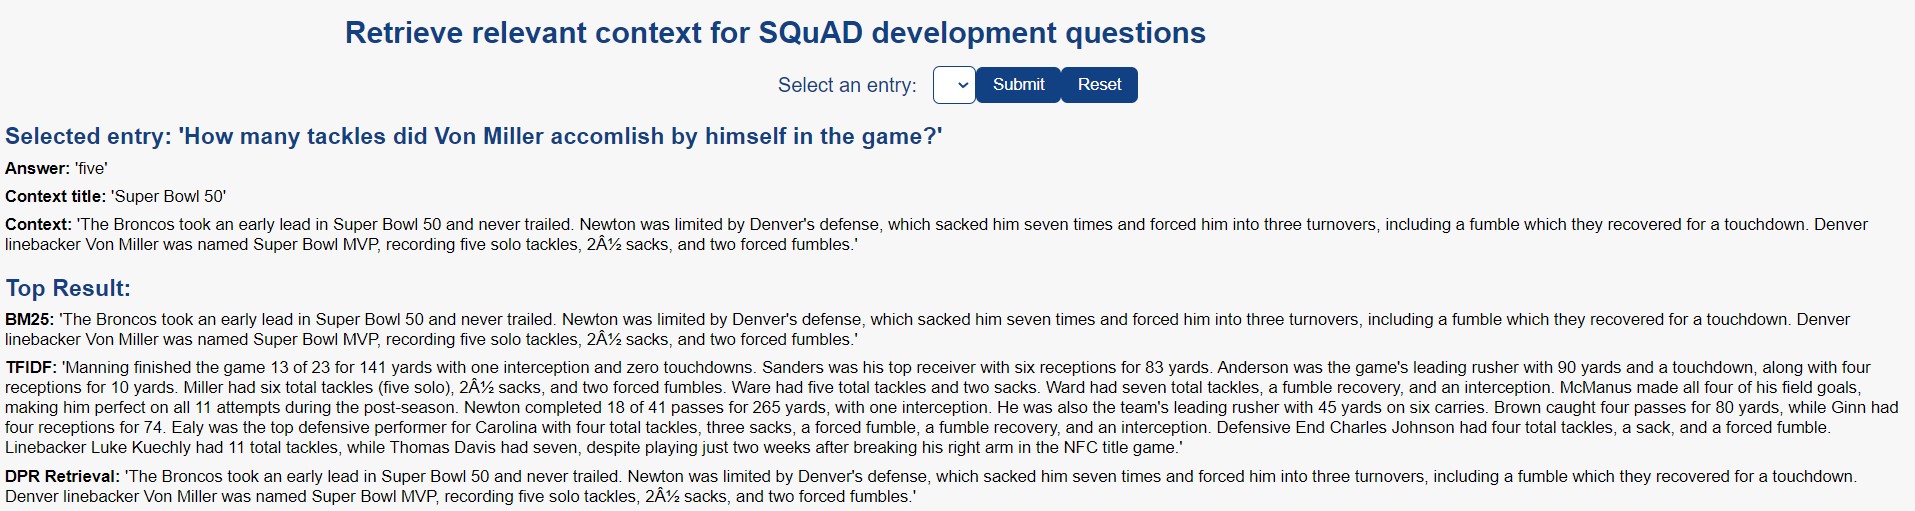 Retrieve relevant context for SQuAD development questions
Select an entry: Submit Reset
Selected entry: 'How many tackles did Von Miller accomlish by himself in the game?'
Answer: 'five'
Context title: 'Super Bowl 50'
Context: 'The Broncos took an early lead in Super Bowl 50 and never trailed. Newton was limited by Denver's defense, which sacked him seven times and forced him into three turnovers, including a fumble which they recovered for a touchdown. Denver
linebacker Von Miller was named Super Bowl MVP, recording five solo tackles, 2Â½ sacks, and two forced fumbles.'
Top Result:
BM25: 'The Broncos took an early lead in Super Bowl 50 and never trailed. Newton was limited by Denver's defense, which sacked him seven times and forced him into three turnovers, including a fumble which they recovered for a touchdown. Denver
linebacker Von Miller was named Super Bowl MVP, recording five solo tackles, 2Â½ sacks, and two forced fumbles.'
TFIDF: 'Manning finished the game 13 of 23 for 141 yards with one interception and zero touchdowns. Sanders was his top receiver with six receptions for 83 yards. Anderson was the game's leading rusher with 90 yards and a touchdown, along with four
receptions for 10 yards. Miller had six total tackles (five solo), 2Â½ sacks, and two forced fumbles. Ware had five total tackles and two sacks. Ward had seven total tackles, a fumble recovery, and an interception. McManus made all four of his field goals,
making him perfect on all 11 attempts during the post-season. Newton completed 18 of 41 passes for 265 yards, with one interception. He was also the team's leading rusher with 45 yards on six carries. Brown caught four passes for 80 yards, while Ginn had
four receptions for 74. Ealy was the top defensive performer for Carolina with four total tackles, three sacks, a forced fumble, a fumble recovery, and an interception. Defensive End Charles Johnson had four total tackles, a sack, and a forced fumble.
Linebacker Luke Kuechly had 11 total tackles, while Thomas Davis had seven, despite playing just two weeks after breaking his right arm in the NFC title game.'
DPR Retrieval: 'The Broncos took an early lead in Super Bowl 50 and never trailed. Newton was limited by Denver's defense, which sacked him seven times and forced him into three turnovers, including a fumble which they recovered for a touchdown.
Denver linebacker Von Miller was named Super Bowl MVP, recording five solo tackles, 2Â½ sacks, and two forced fumbles.'